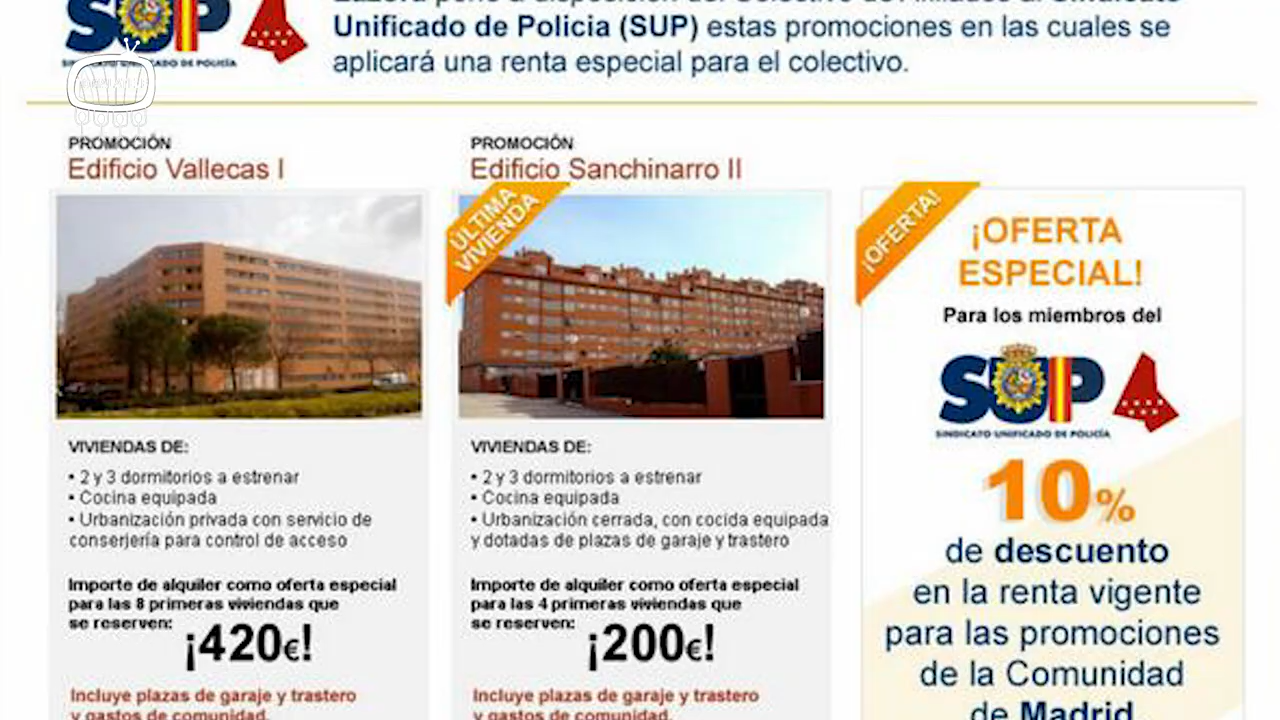 Unificado de Policia (SUP) estas promociones en las cuales se
aplicará una renta especial para el colectivo.
SUP
SINDICATO UNIFICADO DE POLICÍA
PROMOCIÓN
Edificio Vallecas I
VIVIENDAS DE:
• 2 y 3 dormitorios a estrenar
• Cocina equipada
• Urbanización privada con servicio de
conserjería para control de acceso
Importe de alquiler como oferta especial
para las 8 primeras viviendas que
se reserven:
¡420€!
Incluye plazas de garaje y trastero
y gastos de comunidad.
PROMOCIÓN
Edificio Sanchinarro II
ÚLTIMA
VIVIENDA
VIVIENDAS DE:
• 2 y 3 dormitorios a estrenar
• Cocina equipada
• Urbanización cerrada, con cocida equipada
y dotadas de plazas de garaje y trastero
Importe de alquiler como oferta especial
para las 4 primeras viviendas que
se reserven:
¡200€!
Incluye plazas de garaje y trastero
y gastos de comunidad.
¡OFERTA!
¡OFERTA
ESPECIAL!
Para los miembros del
SUP
SINDICATO UNIFICADO DE POLICÍA
10%
de descuento
en la renta vigente
para las promociones
de la Comunidad
de Madrid